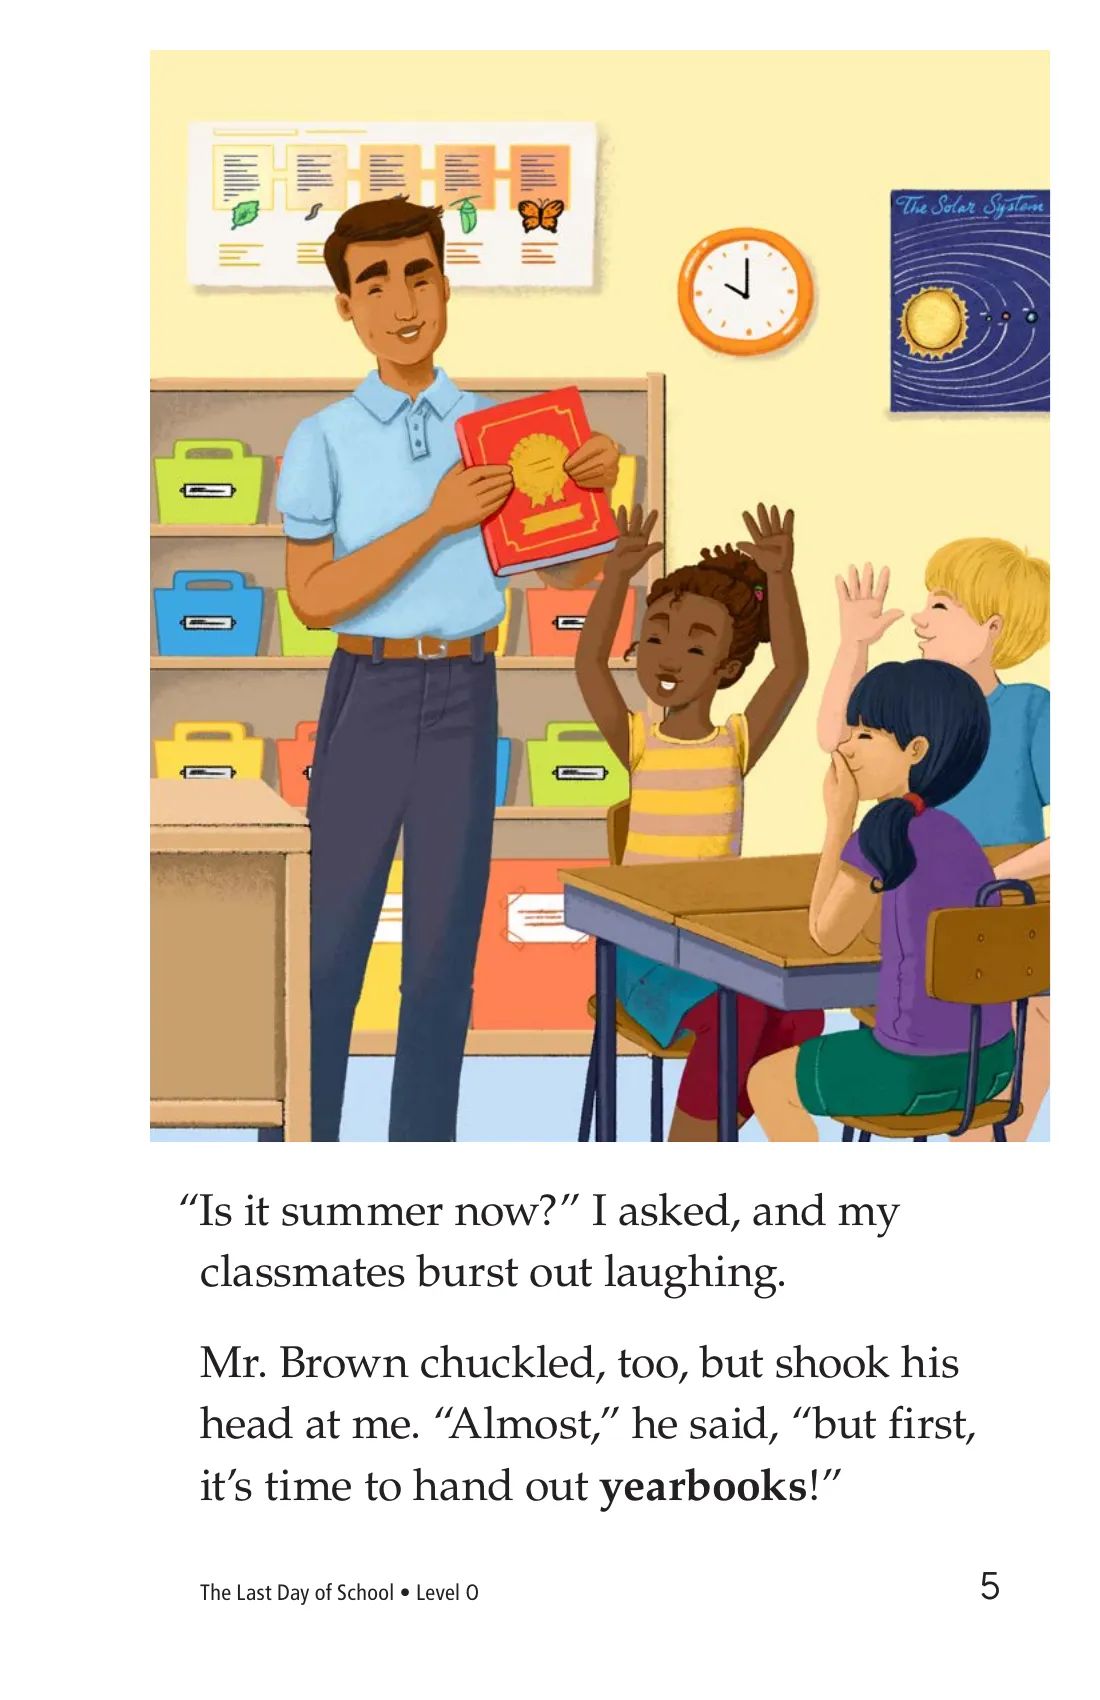 The Solar System
“Is it summer now?” I asked, and my
classmates burst out laughing.
Mr. Brown chuckled, too, but shook his
head at me. “Almost,” he said, “but first,
it’s time to hand out yearbooks!”
The Last Day of School • Level O
5